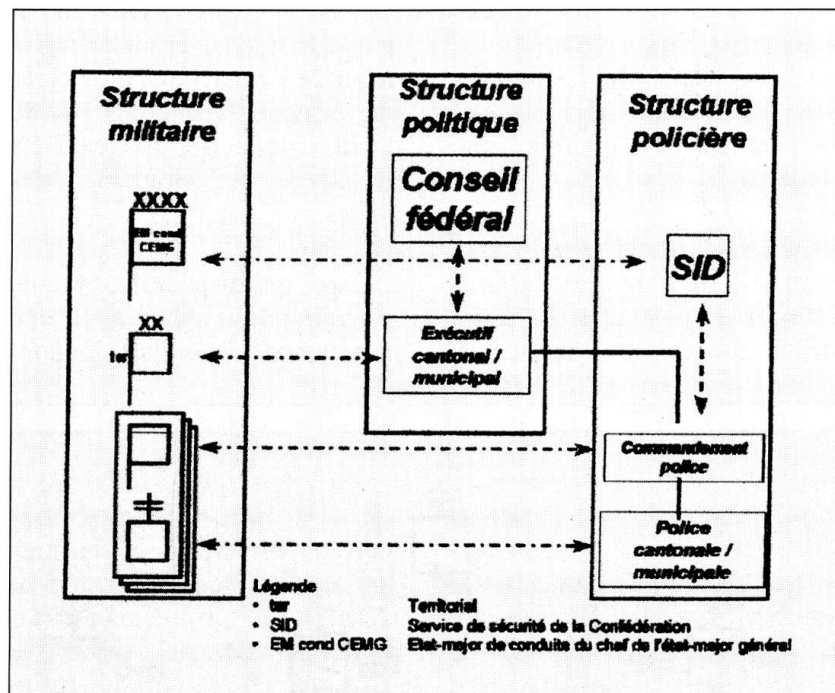 Structure
militaire
XXXX
EM cond
CEMG
XX
ter
Structure
politique
Conseil
fédéral
Exécutif
cantonal /
municipal
Structure
policière
SID
Commandement
police
Police
cantonale /
municipale
Légende
• ter Territorial
• SID Service de sécurité de la Confédération
• EM cond CEMG Etat-major de conduite du chef de l'état-major général